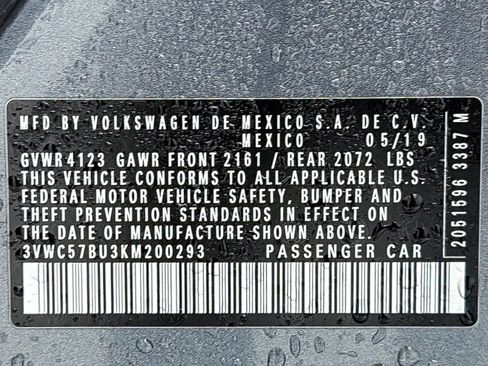 MFD BY VOLKSWAGEN DE MEXICO S.A. DE C.V.
MEXICO 05/19
GVWR 4123 GAWR FRONT 2161 / REAR 2072 LBS
THIS VEHICLE CONFORMS TO ALL APPLICABLE U.S.
FEDERAL MOTOR VEHICLE SAFETY, BUMPER AND
THEFT PREVENTION STANDARDS IN EFFECT ON
THE DATE OF MANUFACTURE SHOWN ABOVE.
3VWC57BU3KM200293 PASSENGER CAR
2051596 3387 M